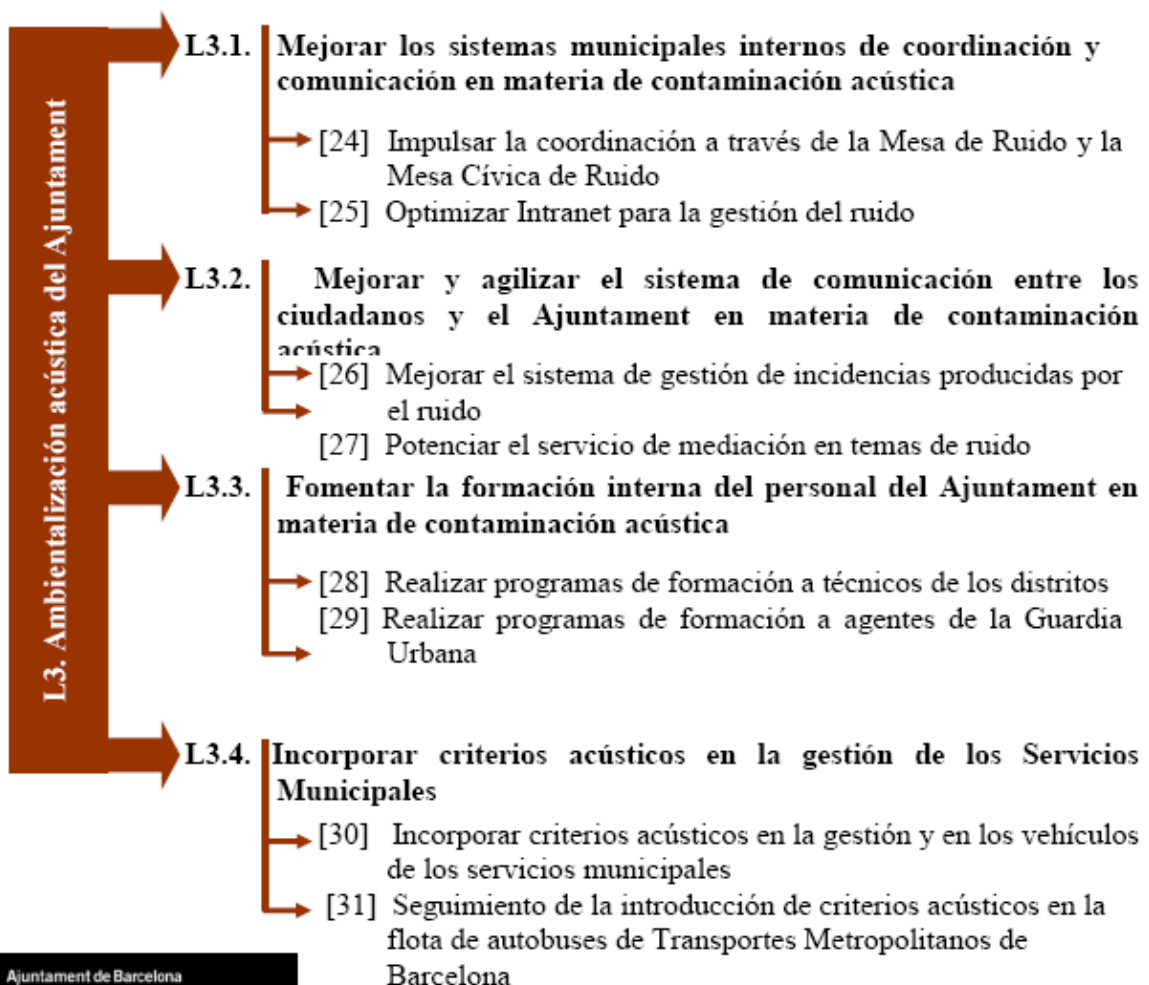 L3. Ambientalización acústica del Ajuntament
L3.1. Mejorar los sistemas municipales internos de coordinación y
comunicación en materia de contaminación acústica
[24] Impulsar la coordinación a través de la Mesa de Ruido y la
Mesa Cívica de Ruido
[25] Optimizar Intranet para la gestión del ruido
L3.2. Mejorar y agilizar el sistema de comunicación entre los
ciudadanos y el Ajuntament en materia de contaminación
acústica
[26] Mejorar el sistema de gestión de incidencias producidas por
el ruido
[27] Potenciar el servicio de mediación en temas de ruido
L3.3. Fomentar la formación interna del personal del Ajuntament en
materia de contaminación acústica
[28] Realizar programas de formación a técnicos de los distritos
[29] Realizar programas de formación a agentes de la Guardia
Urbana
L3.4. Incorporar criterios acústicos en la gestión de los Servicios
Municipales
[30] Incorporar criterios acústicos en la gestión y en los vehículos
de los servicios municipales
[31] Seguimiento de la introducción de criterios acústicos en la
flota de autobuses de Transportes Metropolitanos de
Barcelona
Ajuntament de Barcelona